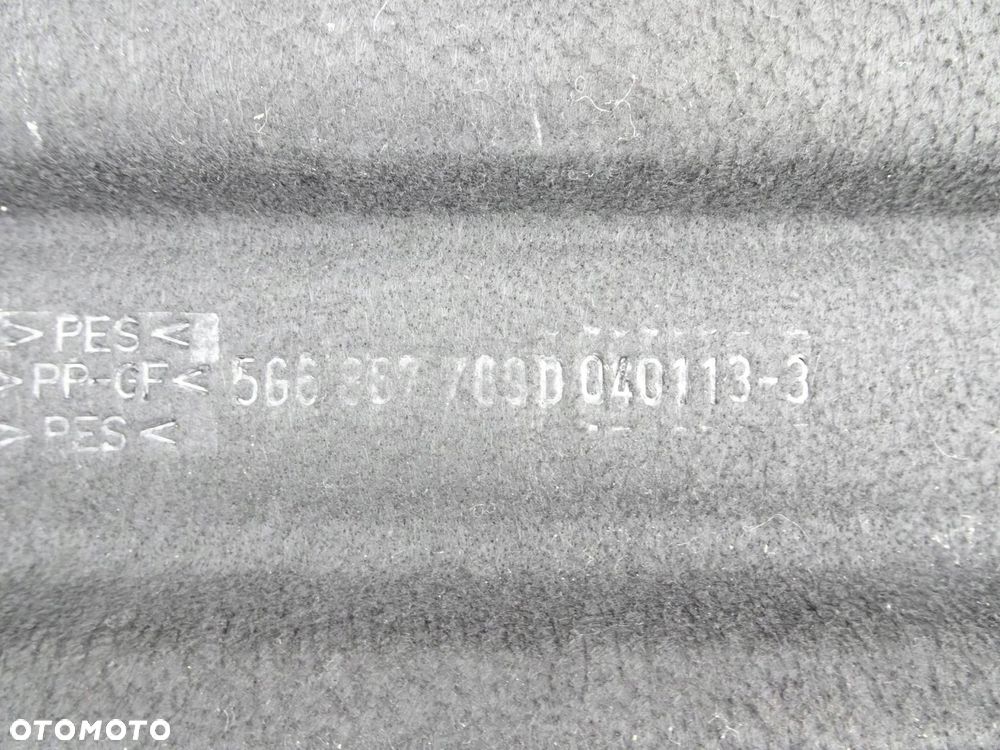 >PES<
>PP-GF< 5G6 867 769D 040113-3
>PES<
OTOMOTO